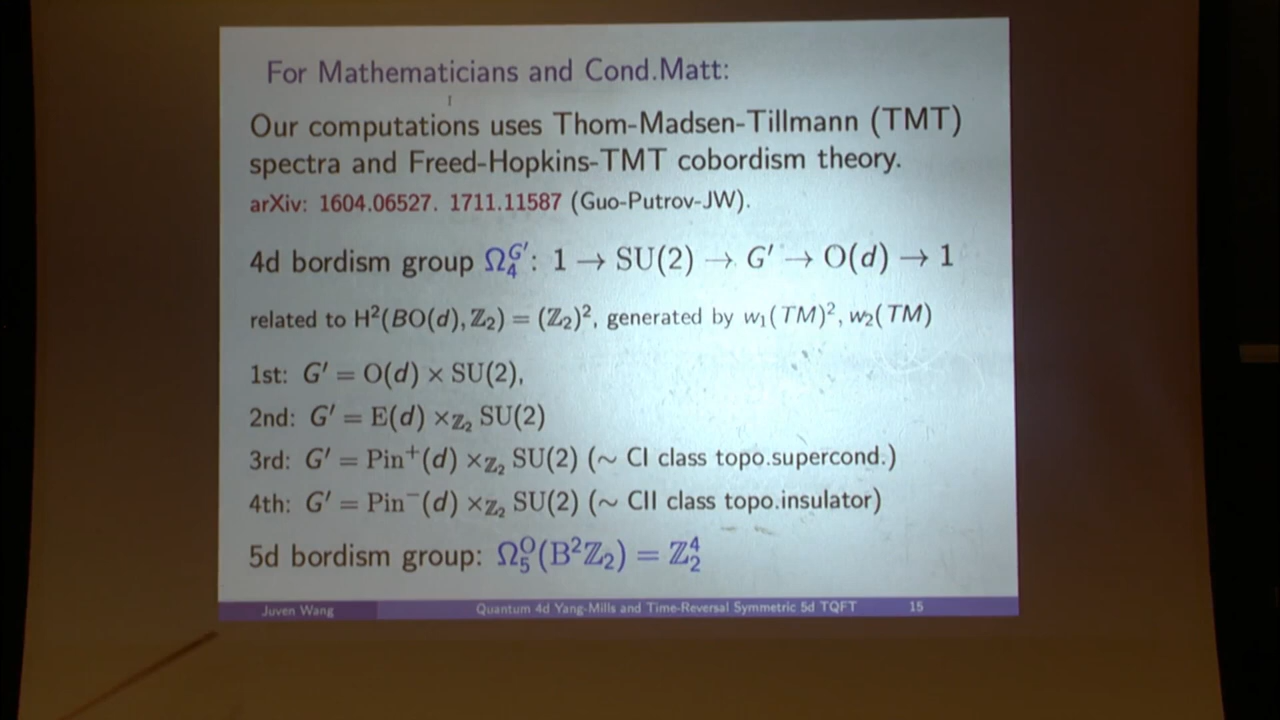 For Mathematicians and Cond.Matt:
Our computations uses Thom-Madsen-Tillmann (TMT)
spectra and Freed-Hopkins-TMT cobordism theory.
arXiv: 1604.06527. 1711.11587 (Guo-Putrov-JW).
4d bordism group Ω₄^{G′}: 1 → SU(2) → G′ → O(d) → 1
related to H²(BO(d), ℤ₂) = (ℤ₂)², generated by w₁(TM)², w₂(TM)
1st: G′ = O(d) × SU(2),
2nd: G′ = E(d) ×_{ℤ₂} SU(2)
3rd: G′ = Pin⁺(d) ×_{ℤ₂} SU(2) (∼ CI class topo.supercond.)
4th: G′ = Pin⁻(d) ×_{ℤ₂} SU(2) (∼ CII class topo.insulator)
5d bordism group: Ω₅^O(B²ℤ₂) = ℤ₂⁴
Juven Wang Quantum 4d Yang-Mills and Time-Reversal Symmetric 5d TQFT 15